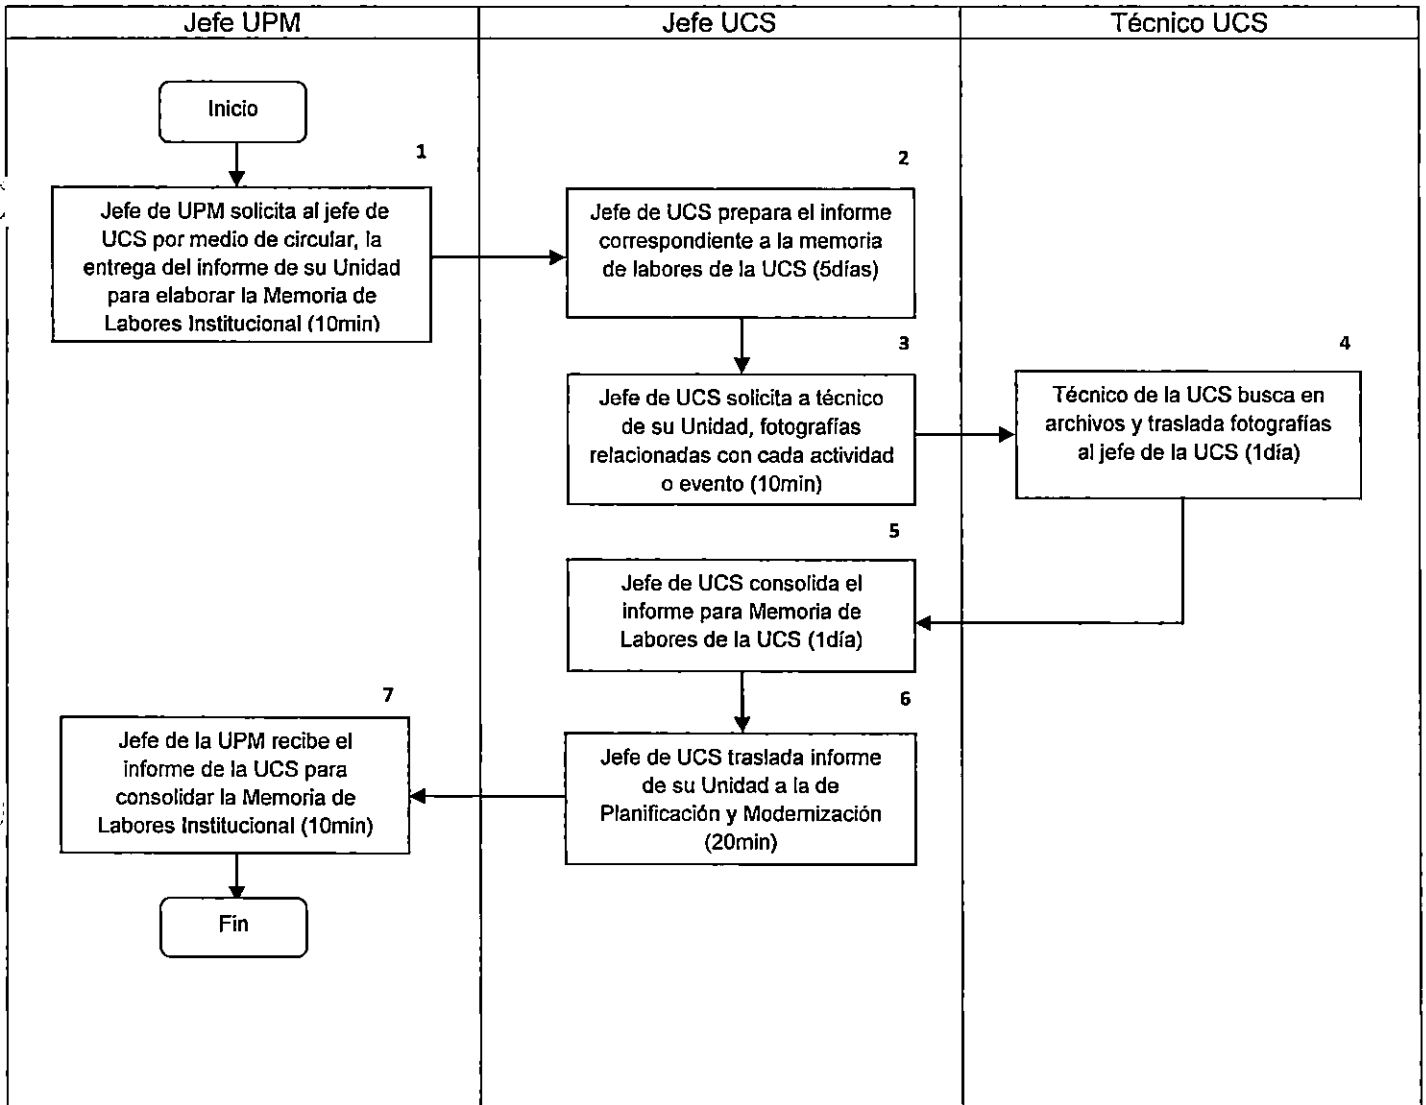 Jefe UPM
Jefe UCS
Técnico UCS
Inicio
1
Jefe de UPM solicita al jefe de
UCS por medio de circular, la
entrega del informe de su Unidad
para elaborar la Memoria de
Labores Institucional (10min)
2
Jefe de UCS prepara el informe
correspondiente a la memoria
de labores de la UCS (5días)
3
Jefe de UCS solicita a técnico
de su Unidad, fotografías
relacionadas con cada actividad
o evento (10min)
4
Técnico de la UCS busca en
archivos y traslada fotografías
al jefe de la UCS (1día)
5
Jefe de UCS consolida el
informe para Memoria de
Labores de la UCS (1día)
6
Jefe de UCS traslada informe
de su Unidad a la de
Planificación y Modernización
(20min)
7
Jefe de la UPM recibe el
informe de la UCS para
consolidar la Memoria de
Labores Institucional (10min)
Fin